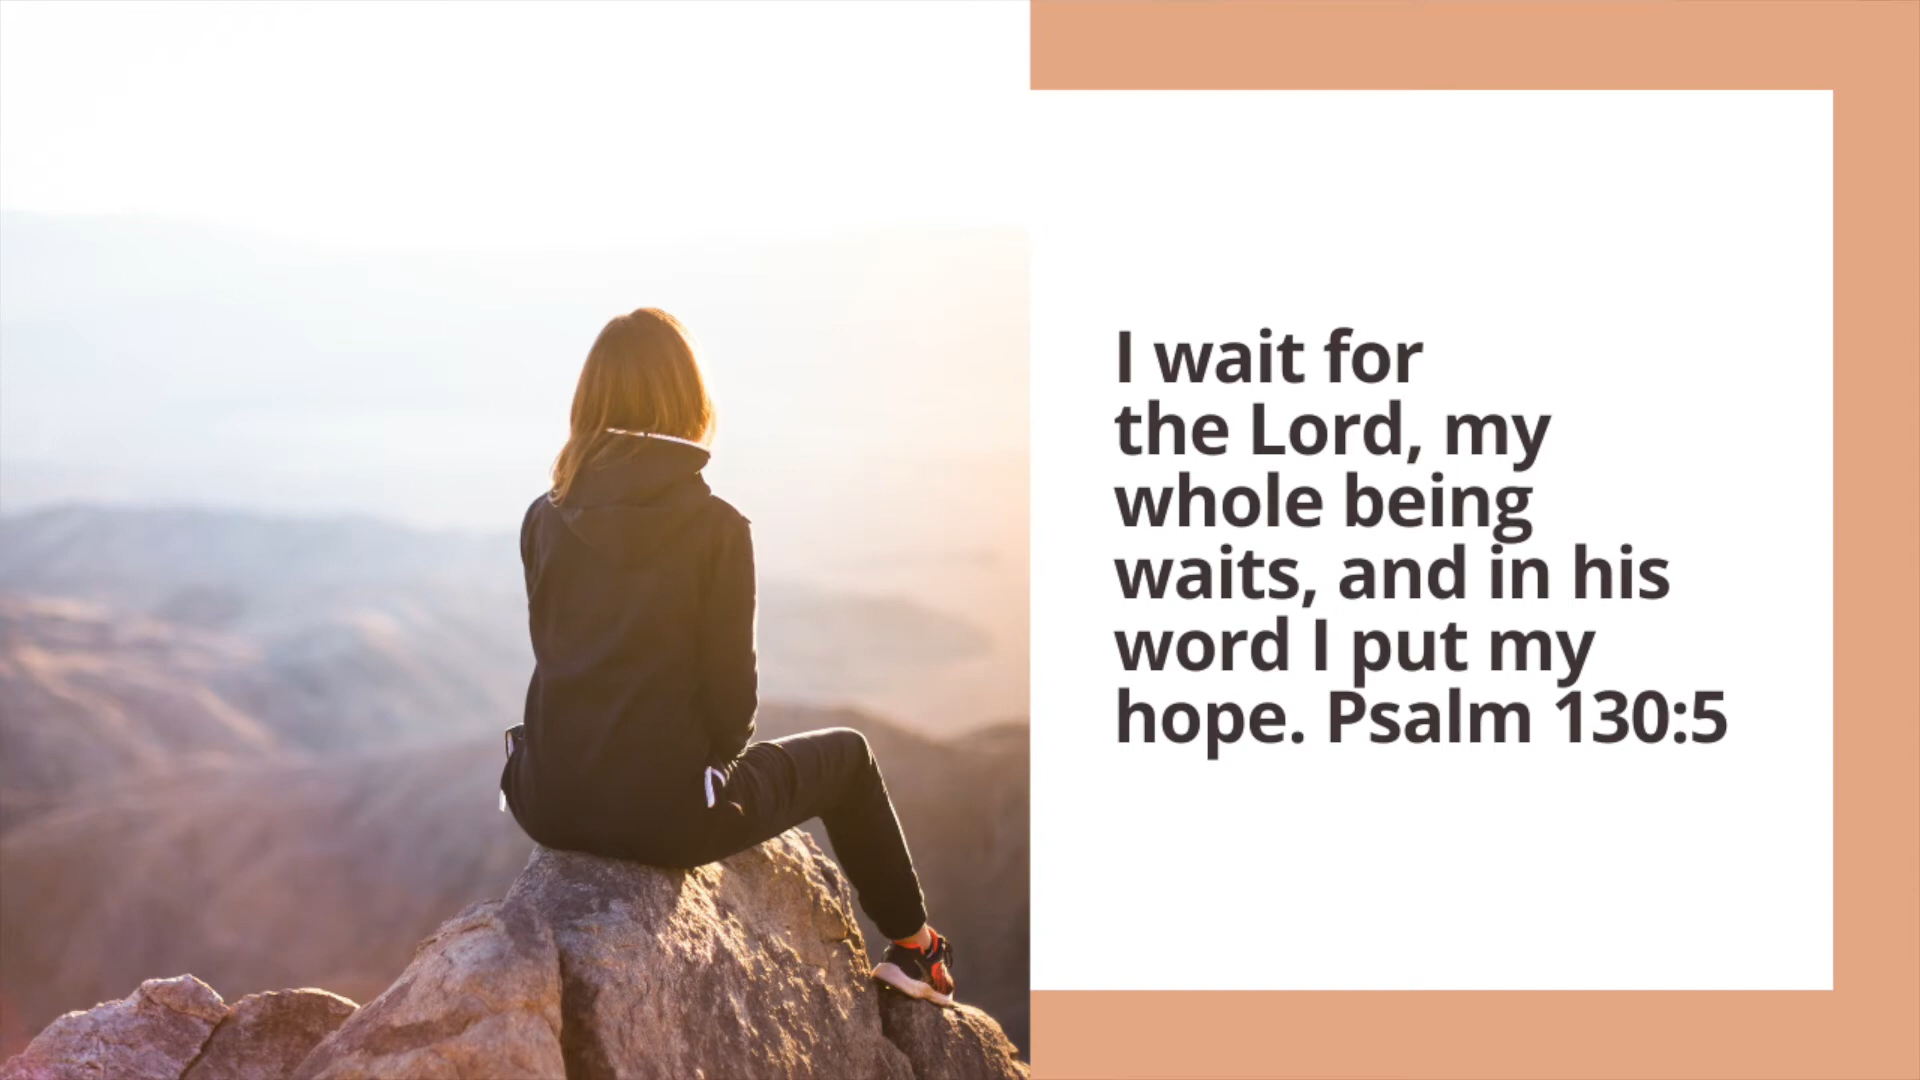 I wait for
the Lord, my
whole being
waits, and in his
word I put my
hope. Psalm 130:5